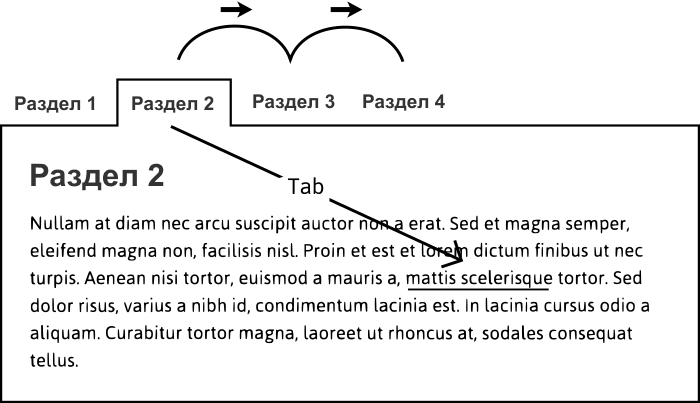 Раздел 1 Раздел 2 Раздел 3 Раздел 4
Раздел 2
Tab
Nullam at diam nec arcu suscipit auctor non a erat. Sed et magna semper,
eleifend magna non, facilisis nisl. Proin et est et lorem dictum finibus ut nec
turpis. Aenean nisi tortor, euismod a mauris a, mattis scelerisque tortor. Sed
dolor risus, varius a nibh id, condimentum lacinia est. In lacinia cursus odio a
aliquam. Curabitur tortor magna, laoreet ut rhoncus at, sodales consequat
tellus.